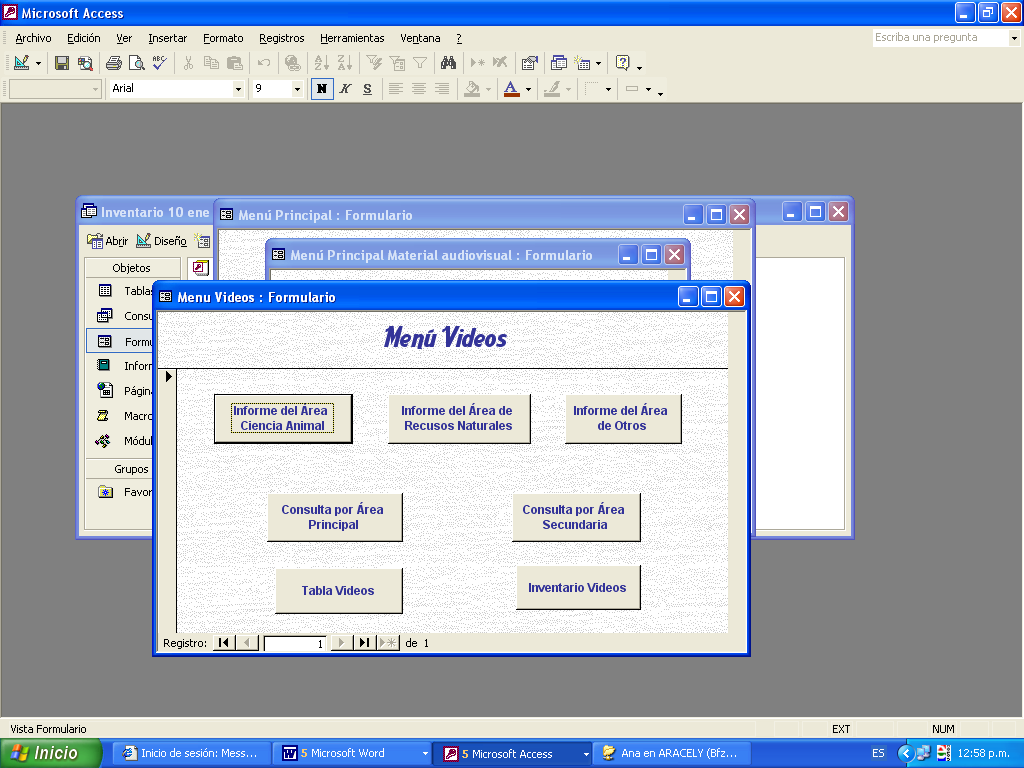 Microsoft Access
Archivo Edición Ver Insertar Formato Registros Herramientas Ventana ?
Escriba una pregunta
Arial 9 N K S
Inventario 10 ene
Menú Principal : Formulario
Abrir Diseño
Menú Principal Material audiovisual : Formulario
Objetos
Tablas
Consu
Formu
Inform
Págin
Macro
Módul
Grupos
Favor
Menu Videos : Formulario
Menú Videos
Informe del Área
Ciencia Animal
Informe del Área de
Recusos Naturales
Informe del Área
de Otros
Consulta por Área
Principal
Consulta por Área
Secundaria
Tabla Videos
Inventario Videos
Registro: 1 de 1
Vista Formulario
EXT NUM
Inicio
Inicio de sesión: Mess...
5 Microsoft Word
5 Microsoft Access
Ana en ARACELY (Bfz...
ES
12:58 p.m.